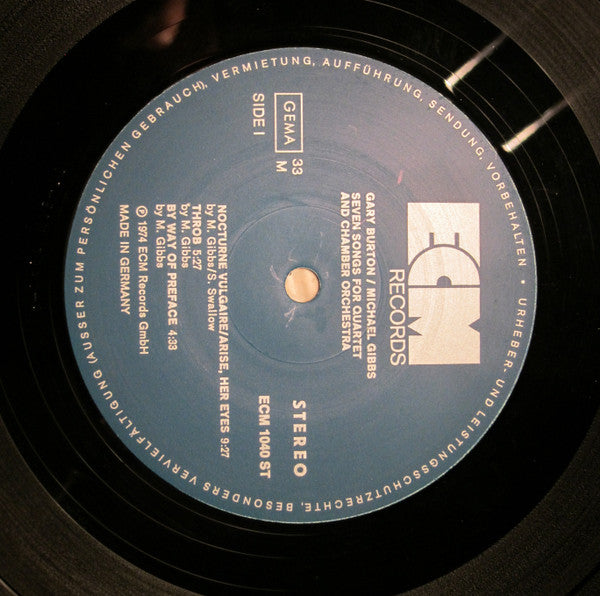 ECM
RECORDS
GARY BURTON / MICHAEL GIBBS
SEVEN SONGS FOR QUARTET
AND CHAMBER ORCHESTRA
GEMA
33
M
SIDE I
STEREO
ECM 1040 ST
NOCTURNE VULGAIRE/ARISE, HER EYES 9:27
by M. Gibbs/S. Swallow
THROB 5:27
by M. Gibbs
BY WAY OF PREFACE 4:33
by M. Gibbs
℗ 1974 ECM Records GmbH
MADE IN GERMANY
URHEBER- UND LEISTUNGSSCHUTZRECHTE, BESONDERS VERVIELFÄLTIGUNG (AUSSER ZUM PERSÖNLICHEN GEBRAUCH), VERMIETUNG, AUFFÜHRUNG, SENDUNG, VORBEHALTEN •